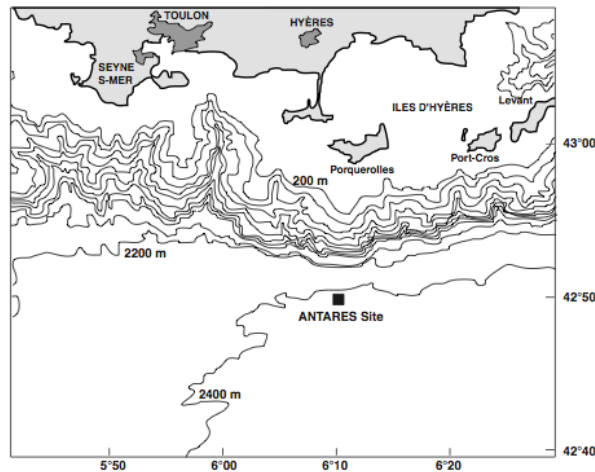 TOULON
HYÈRES
SEYNE
S-MER
Levant
ILES D'HYÈRES
43°00
Port-Cros
Porquerolles
200 m
2200 m
42°50
ANTARES Site
2400 m
42°40
5°50
6°00
6°10
6°20